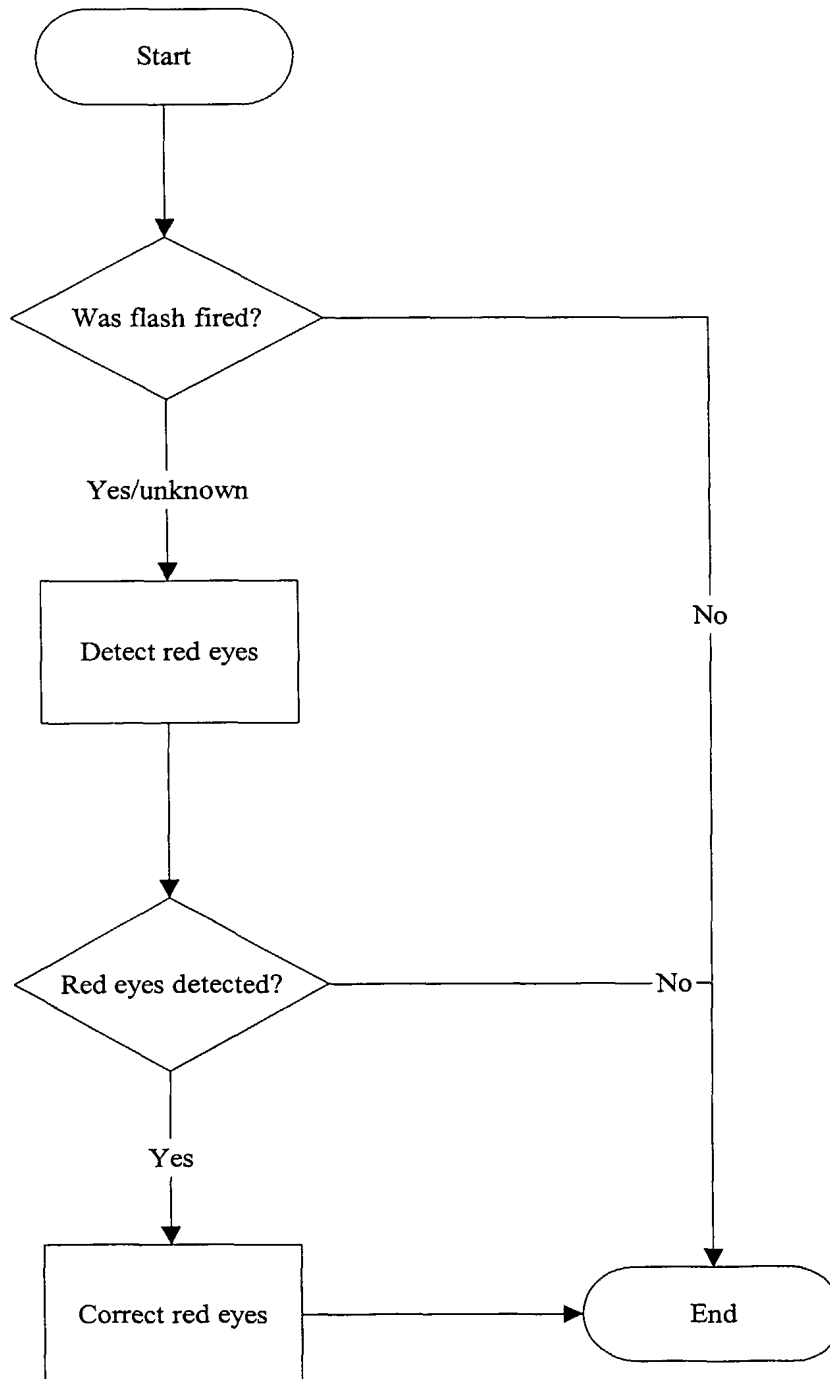 Start
Was flash fired?
Yes/unknown
No
Detect red eyes
Red eyes detected?
No
Yes
Correct red eyes
End